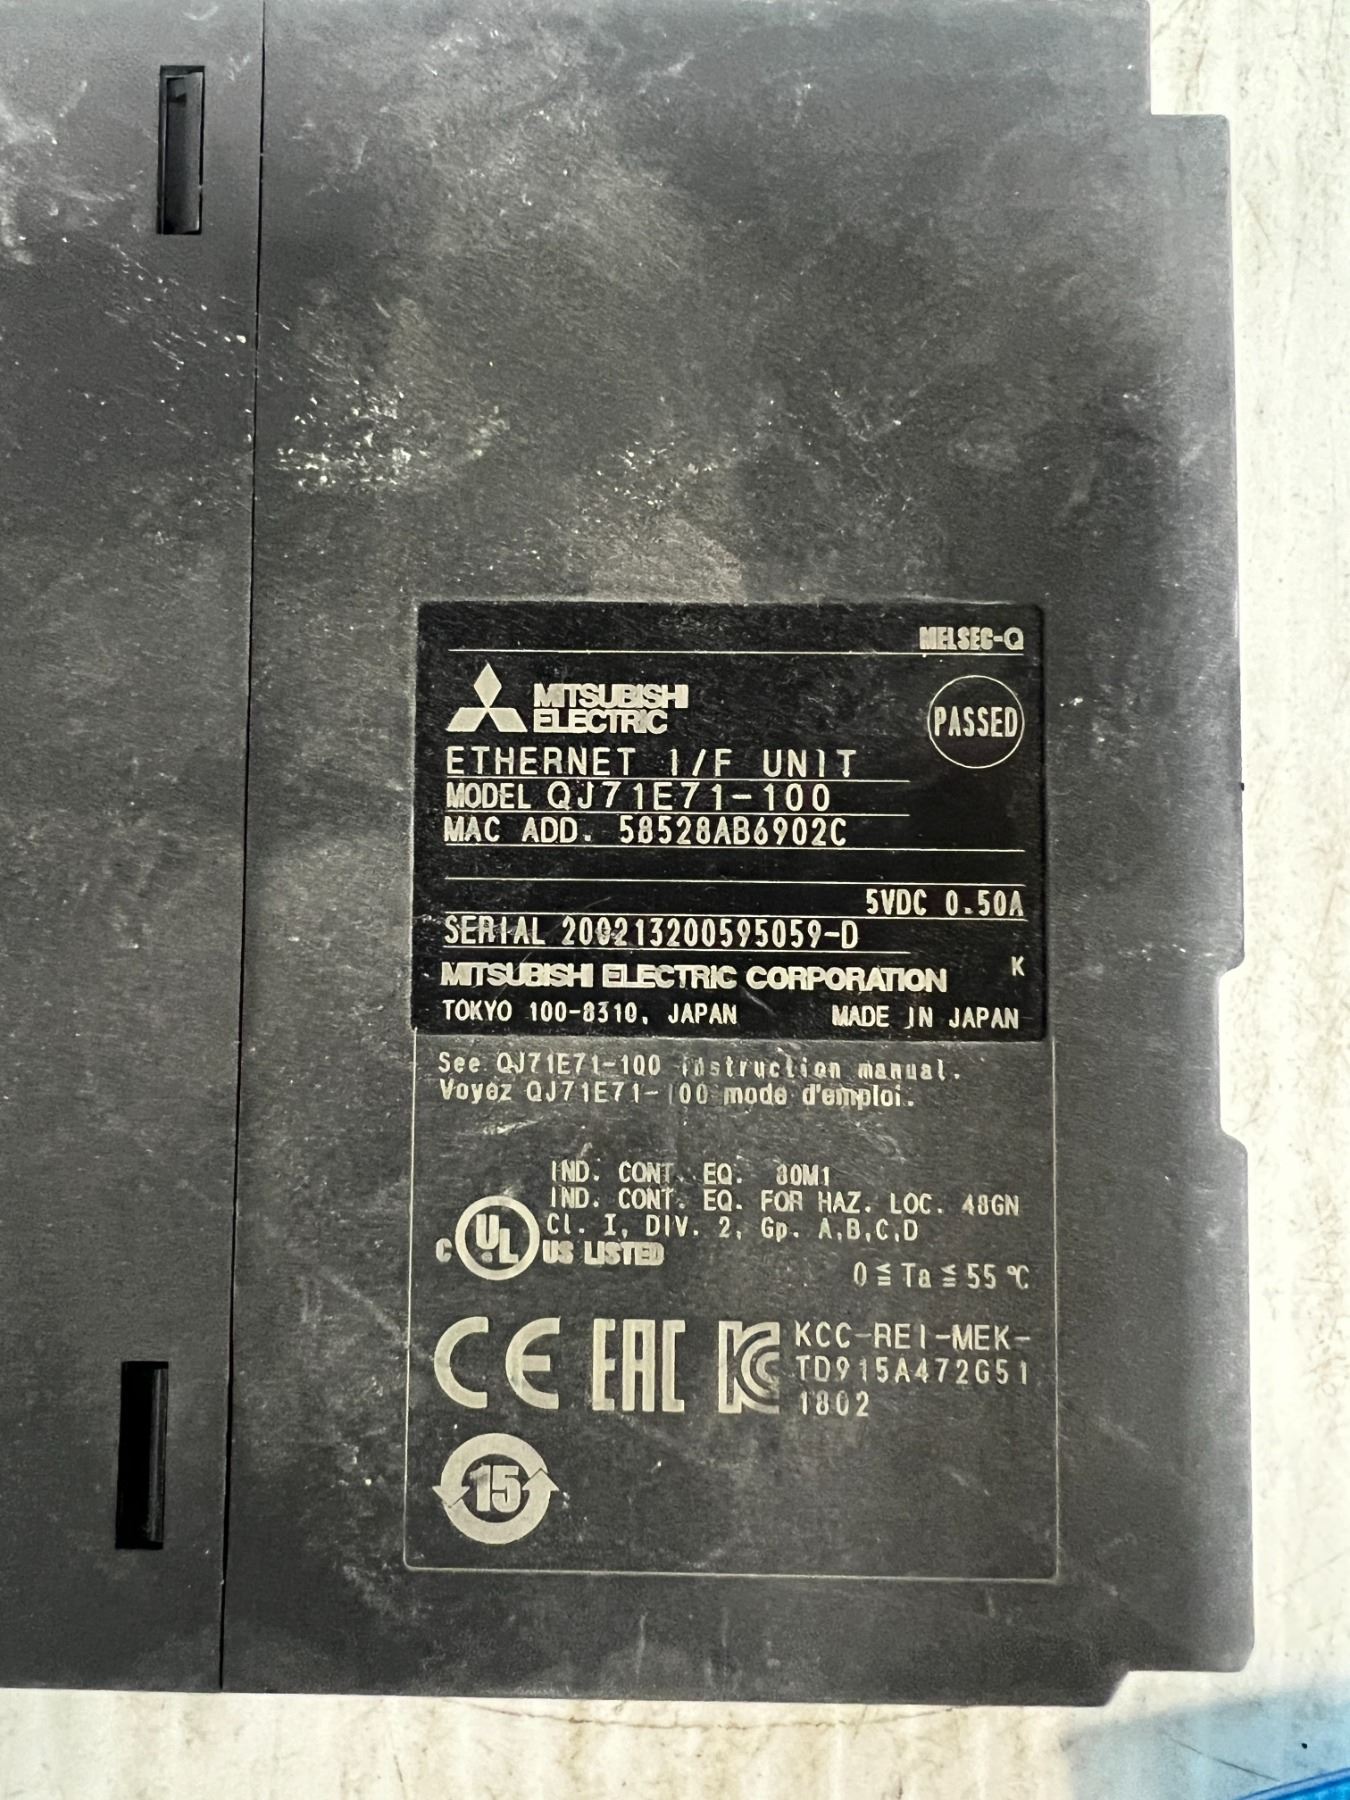 MELSEC-Q
MITSUBISHI
ELECTRIC
PASSED
ETHERNET I/F UNIT
MODEL QJ71E71-100
MAC ADD. 58528AB6902C
5VDC 0.50A
SERIAL 200213200595059-D
MITSUBISHI ELECTRIC CORPORATION K
TOKYO 100-8310, JAPAN MADE IN JAPAN
See QJ71E71-100 instruction manual.
Voyez QJ71E71-100 mode d'emploi.
IND. CONT. EQ. 80M1
IND. CONT. EQ. FOR HAZ. LOC. 48GN
Cl. I, DIV. 2, Gp. A,B,C,D
C UL US LISTED
0≦Ta≦55℃
CE EAC KC KCC-REI-MEK-
TD915A472G51
1802
15